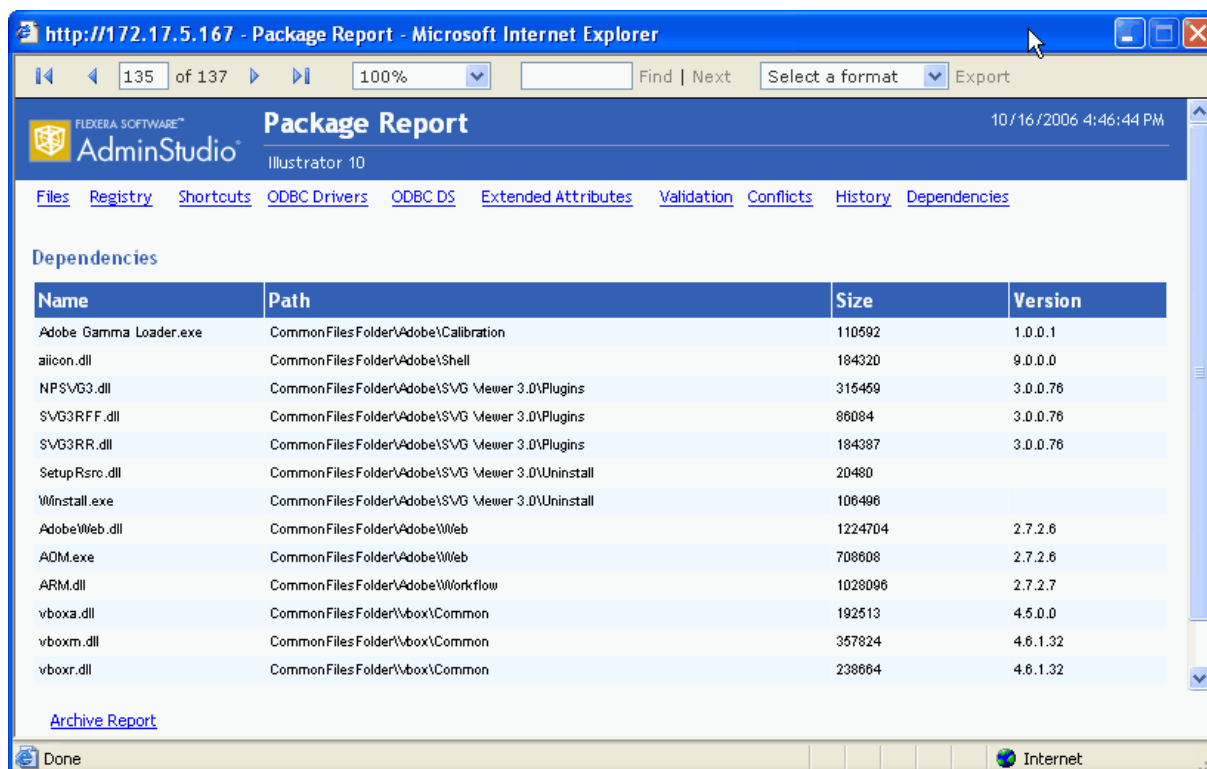 http://172.17.5.167 - Package Report - Microsoft Internet Explorer
135 of 137 100% Find | Next Select a format Export
FLEXERA SOFTWARE™ Package Report 10/16/2006 4:46:44 PM
AdminStudio® Illustrator 10
Files Registry Shortcuts ODBC Drivers ODBC DS Extended Attributes Validation Conflicts History Dependencies
Dependencies
Name Path Size Version
Adobe Gamma Loader.exe CommonFilesFolder\Adobe\Calibration 110592 1.0.0.1
aiicon.dll CommonFilesFolder\Adobe\Shell 184320 9.0.0.0
NPSVG3.dll CommonFilesFolder\Adobe\SVG Viewer 3.0\Plugins 315459 3.0.0.76
SVG3RFF.dll CommonFilesFolder\Adobe\SVG Viewer 3.0\Plugins 86084 3.0.0.76
SVG3RR.dll CommonFilesFolder\Adobe\SVG Viewer 3.0\Plugins 184387 3.0.0.76
SetupRsrc.dll CommonFilesFolder\Adobe\SVG Viewer 3.0\Uninstall 20480
Winstall.exe CommonFilesFolder\Adobe\SVG Viewer 3.0\Uninstall 106496
AdobeWeb.dll CommonFilesFolder\Adobe\Web 1224704 2.7.2.6
AOM.exe CommonFilesFolder\Adobe\Web 708608 2.7.2.6
ARM.dll CommonFilesFolder\Adobe\Workflow 1028096 2.7.2.7
vboxa.dll CommonFilesFolder\Vbox\Common 192513 4.5.0.0
vboxm.dll CommonFilesFolder\Vbox\Common 357824 4.6.1.32
vboxr.dll CommonFilesFolder\Vbox\Common 238664 4.6.1.32
Archive Report
Done Internet